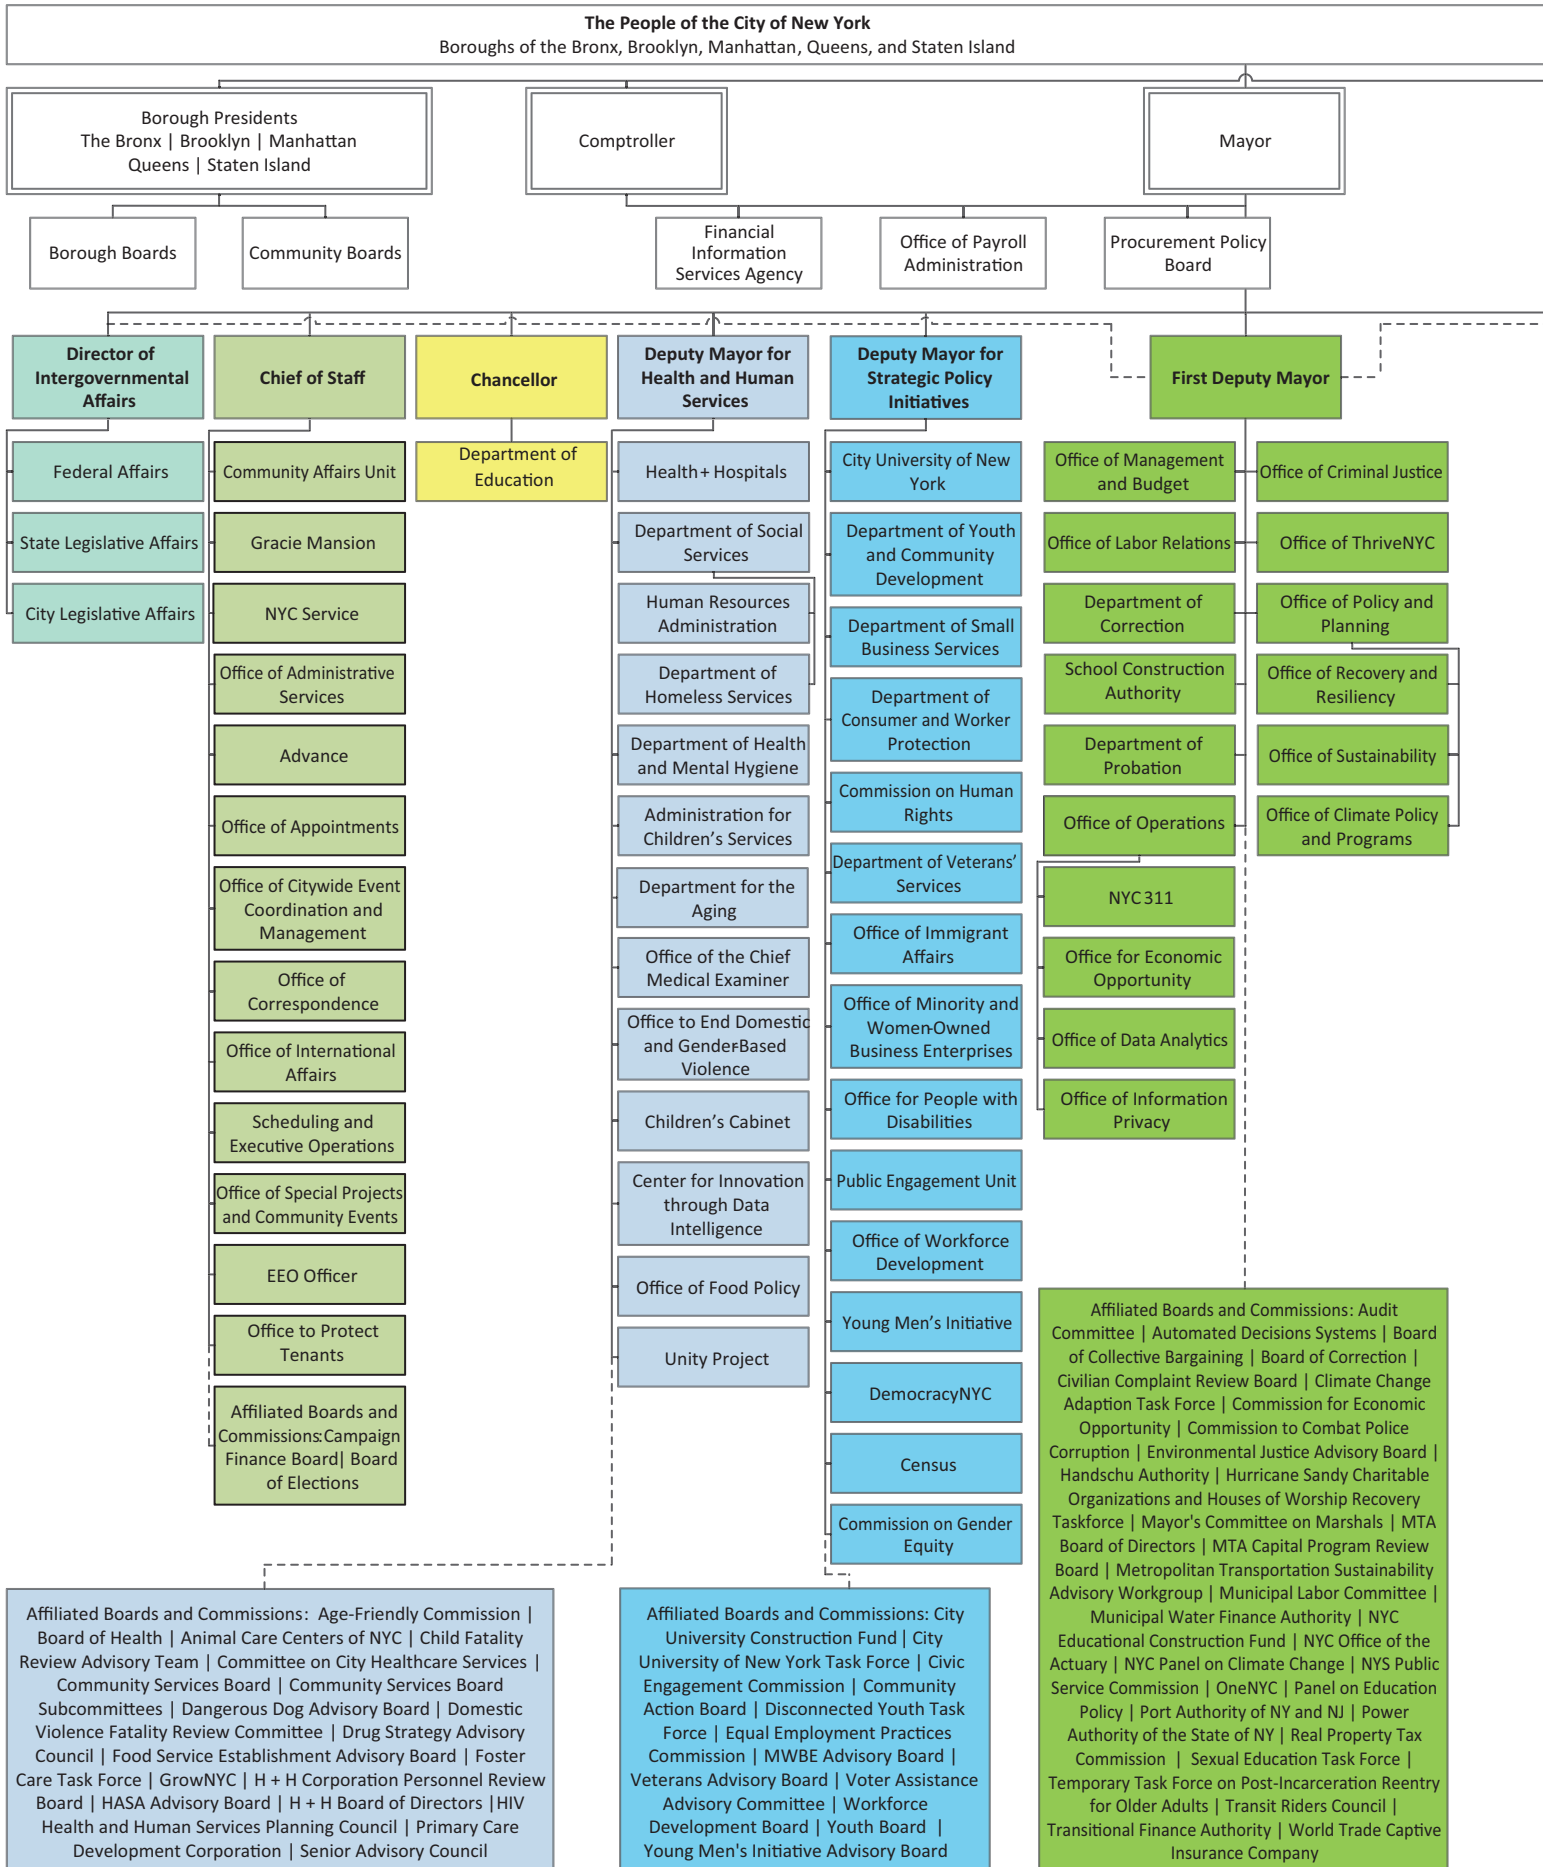 The People of the City of New York
Boroughs of the Bronx, Brooklyn, Manhattan, Queens, and Staten Island
Borough Presidents
The Bronx | Brooklyn | Manhattan
Queens | Staten Island
Comptroller
Mayor
Borough Boards
Community Boards
Financial
Information
Services Agency
Office of Payroll
Administration
Procurement Policy
Board
Director of
Intergovernmental
Affairs
Federal Affairs
State Legislative Affairs
City Legislative Affairs
Chief of Staff
Community Affairs Unit
Gracie Mansion
NYC Service
Office of Administrative
Services
Advance
Office of Appointments
Office of Citywide Event
Coordination and
Management
Office of
Correspondence
Office of International
Affairs
Scheduling and
Executive Operations
Office of Special Projects
and Community Events
EEO Officer
Office to Protect
Tenants
Affiliated Boards and
Commissions:Campaign
Finance Board| Board
of Elections
Chancellor
Department of
Education
Deputy Mayor for
Health and Human
Services
Health+ Hospitals
Department of Social
Services
Human Resources
Administration
Department of
Homeless Services
Department of Health
and Mental Hygiene
Administration for
Children's Services
Department for the
Aging
Office of the Chief
Medical Examiner
Office to End Domestic
and Gender-Based
Violence
Children's Cabinet
Center for Innovation
through Data
Intelligence
Office of Food Policy
Unity Project
Affiliated Boards and Commissions: Age-Friendly Commission |
Board of Health | Animal Care Centers of NYC | Child Fatality
Review Advisory Team | Committee on City Healthcare Services |
Community Services Board | Community Services Board
Subcommittees | Dangerous Dog Advisory Board | Domestic
Violence Fatality Review Committee | Drug Strategy Advisory
Council | Food Service Establishment Advisory Board | Foster
Care Task Force | GrowNYC | H + H Corporation Personnel Review
Board | HASA Advisory Board | H + H Board of Directors |HIV
Health and Human Services Planning Council | Primary Care
Development Corporation | Senior Advisory Council
Deputy Mayor for
Strategic Policy
Initiatives
City University of New
York
Department of Youth
and Community
Development
Department of Small
Business Services
Department of
Consumer and Worker
Protection
Commission on Human
Rights
Department of Veterans'
Services
Office of Immigrant
Affairs
Office of Minority and
Women-Owned
Business Enterprises
Office for People with
Disabilities
Public Engagement Unit
Office of Workforce
Development
Young Men's Initiative
DemocracyNYC
Census
Commission on Gender
Equity
Affiliated Boards and Commissions: City
University Construction Fund | City
University of New York Task Force | Civic
Engagement Commission | Community
Action Board | Disconnected Youth Task
Force | Equal Employment Practices
Commission | MWBE Advisory Board |
Veterans Advisory Board | Voter Assistance
Advisory Committee | Workforce
Development Board | Youth Board |
Young Men's Initiative Advisory Board
First Deputy Mayor
Office of Management
and Budget
Office of Labor Relations
Department of
Correction
School Construction
Authority
Department of
Probation
Office of Operations
NYC 311
Office for Economic
Opportunity
Office of Data Analytics
Office of Information
Privacy
Office of Criminal Justice
Office of ThriveNYC
Office of Policy and
Planning
Office of Recovery and
Resiliency
Office of Sustainability
Office of Climate Policy
and Programs
Affiliated Boards and Commissions: Audit
Committee | Automated Decisions Systems | Board
of Collective Bargaining | Board of Correction |
Civilian Complaint Review Board | Climate Change
Adaption Task Force | Commission for Economic
Opportunity | Commission to Combat Police
Corruption | Environmental Justice Advisory Board |
Handschu Authority | Hurricane Sandy Charitable
Organizations and Houses of Worship Recovery
Taskforce | Mayor's Committee on Marshals | MTA
Board of Directors | MTA Capital Program Review
Board | Metropolitan Transportation Sustainability
Advisory Workgroup | Municipal Labor Committee |
Municipal Water Finance Authority | NYC
Educational Construction Fund | NYC Office of the
Actuary | NYC Panel on Climate Change | NYS Public
Service Commission | OneNYC | Panel on Education
Policy | Port Authority of NY and NJ | Power
Authority of the State of NY | Real Property Tax
Commission | Sexual Education Task Force |
Temporary Task Force on Post-Incarceration Reentry
for Older Adults | Transit Riders Council |
Transitional Finance Authority | World Trade Captive
Insurance Company